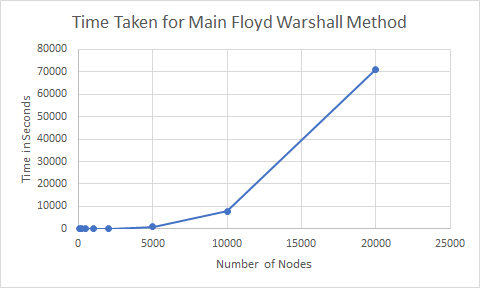 Time Taken for Main Floyd Warshall Method
80000
70000
60000
50000
40000
30000
20000
10000
0
Time in Seconds
0 5000 10000 15000 20000 25000
Number of Nodes